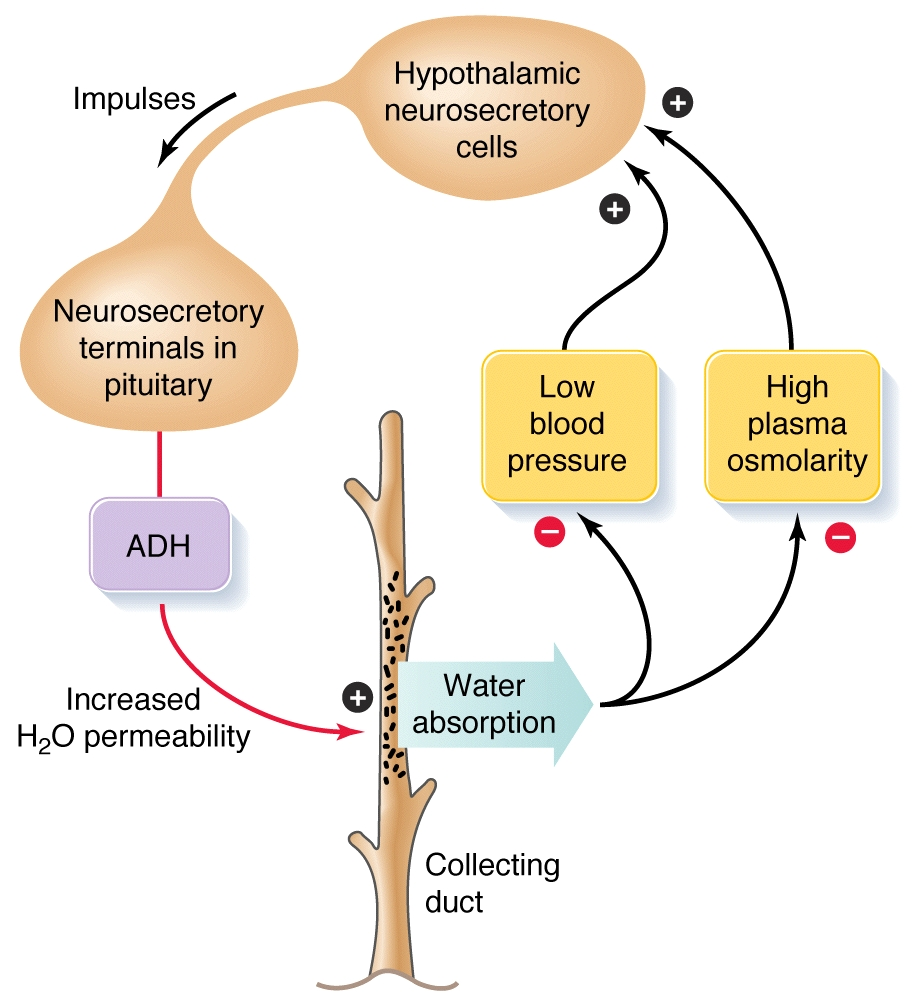 Hypothalamic
neurosecretory
cells
+
Impulses
+
Neurosecretory
terminals in
pituitary
Low
blood
pressure
High
plasma
osmolarity
−
−
ADH
+
Water
absorption
Increased
H₂O permeability
Collecting
duct